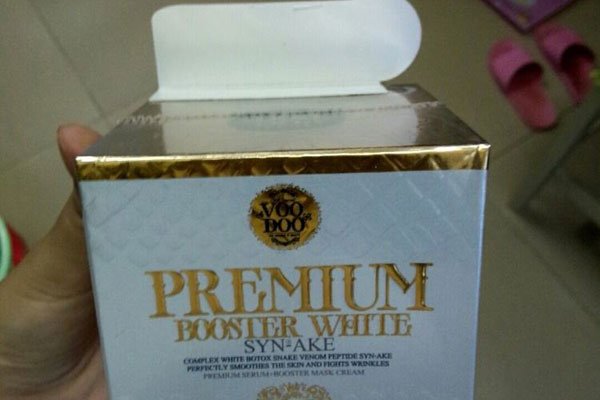 VOO
DOO
PREMIUM
BOOSTER WHITE
SYN-AKE
COMPLEX WHITE BOTOX SNAKE VENOM PEPTIDE SYN-AKE
PERFECTLY SMOOTHES THE SKIN AND FIGHTS WRINKLES
PREMIUM SERUM+BOOSTER MASK CREAM